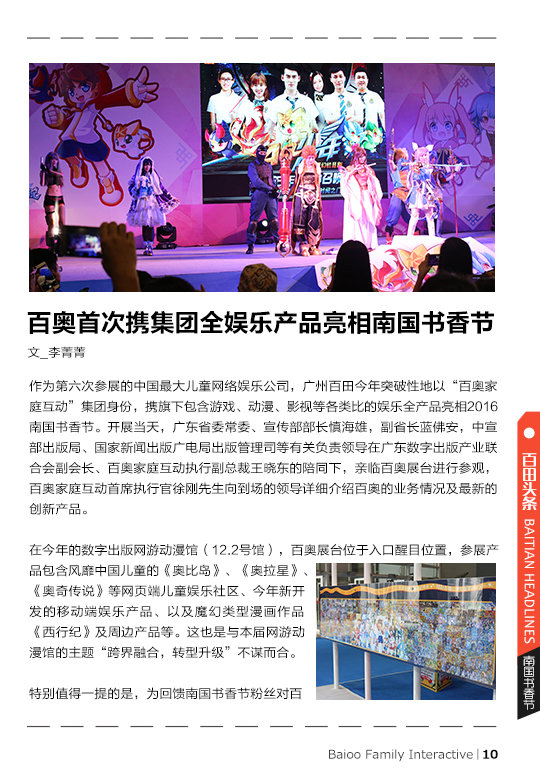 百奥首次携集团全娱乐产品亮相南国书香节
文_李菁菁
作为第六次参展的中国最大儿童网络娱乐公司，广州百田今年突破性地以“百奥家
庭互动”集团身份，携旗下包含游戏、动漫、影视等各类比的娱乐全产品亮相2016
南国书香节。开展当天，广东省委常委、宣传部部长慎海雄，副省长蓝佛安，中宣
部出版局、国家新闻出版广电局出版管理司等有关负责领导在广东数字出版产业联
合会副会长、百奥家庭互动执行副总裁王晓东的陪同下，亲临百奥展台进行参观，
百奥家庭互动首席执行官徐刚先生向到场的领导详细介绍百奥的业务情况及最新的
创新产品。
在今年的数字出版网游动漫馆（12.2号馆），百奥展台位于入口醒目位置，参展产
品包含风靡中国儿童的《奥比岛》、《奥拉星》、
《奥奇传说》等网页端儿童娱乐社区、今年新开
发的移动端娱乐产品、以及魔幻类型漫画作品
《西行纪》及周边产品等。这也是与本届网游动
漫馆的主题“跨界融合，转型升级”不谋而合。
特别值得一提的是，为回馈南国书香节粉丝对百
百田头条 BAITIAN HEADLINES
南国书香节
Baioo Family Interactive | 10